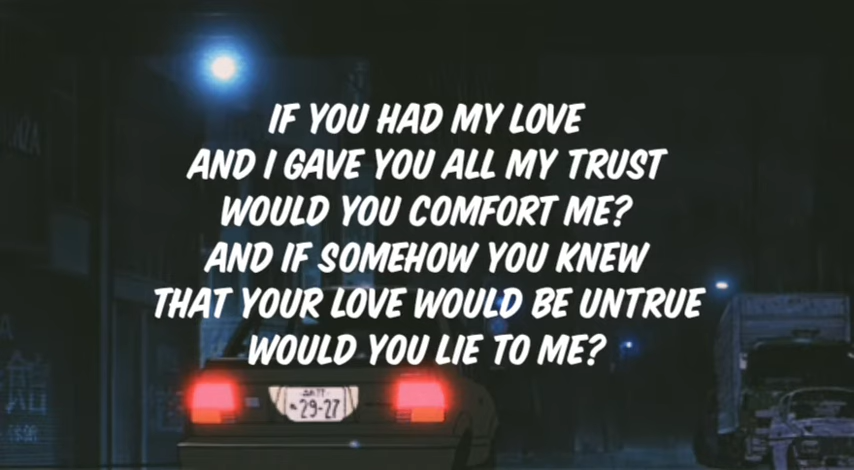 IF YOU HAD MY LOVE
AND I GAVE YOU ALL MY TRUST
WOULD YOU COMFORT ME?
AND IF SOMEHOW YOU KNEW
THAT YOUR LOVE WOULD BE UNTRUE
WOULD YOU LIE TO ME?
29-27